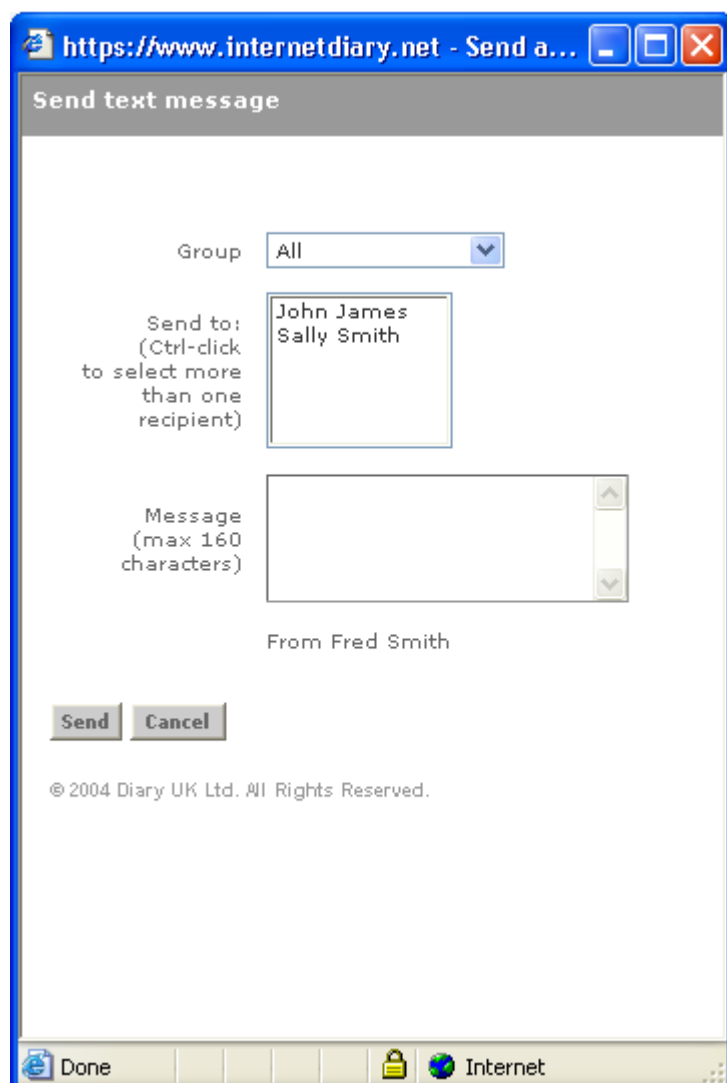 https://www.internetdiary.net - Send a...
Send text message
Group
All
Send to:
(Ctrl-click
to select more
than one
recipient)
John James
Sally Smith
Message
(max 160
characters)
From Fred Smith
Send
Cancel
© 2004 Diary UK Ltd. All Rights Reserved.
Done
Internet